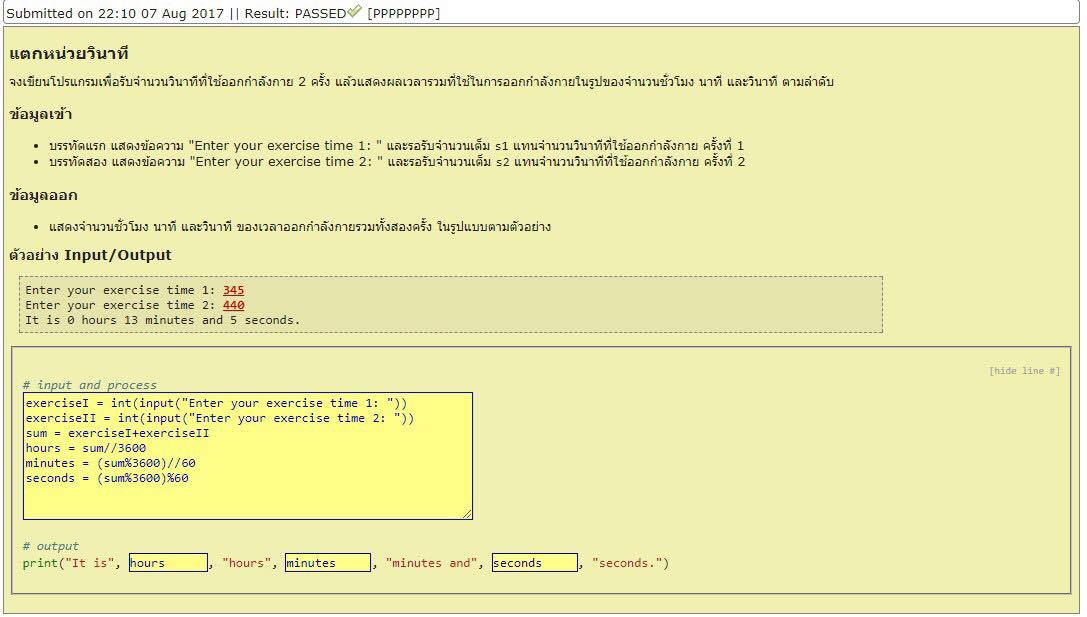 Submitted on 22:10 07 Aug 2017 || Result: PASSED [PPPPPPPP]
แตกหน่วยวินาที
จงเขียนโปรแกรมเพื่อรับจำนวนวินาทีที่ใช้ออกกำลังกาย 2 ครั้ง แล้วแสดงผลเวลารวมที่ใช้ในการออกกำลังกายในรูปของจำนวนชั่วโมง นาที และวินาที ตามลำดับ
ข้อมูลเข้า
• บรรทัดแรก แสดงข้อความ "Enter your exercise time 1: " และรอรับจำนวนเต็ม s1 แทนจำนวนวินาทีที่ใช้ออกกำลังกาย ครั้งที่ 1
• บรรทัดสอง แสดงข้อความ "Enter your exercise time 2: " และรอรับจำนวนเต็ม s2 แทนจำนวนวินาทีที่ใช้ออกกำลังกาย ครั้งที่ 2
ข้อมูลออก
• แสดงจำนวนชั่วโมง นาที และวินาที ของเวลาออกกำลังกายรวมทั้งสองครั้ง ในรูปแบบตามตัวอย่าง
ตัวอย่าง Input/Output
Enter your exercise time 1: 345
Enter your exercise time 2: 440
It is 0 hours 13 minutes and 5 seconds.
[hide line #]
# input and process
exerciseI = int(input("Enter your exercise time 1: "))
exerciseII = int(input("Enter your exercise time 2: "))
sum = exerciseI+exerciseII
hours = sum//3600
minutes = (sum%3600)//60
seconds = (sum%3600)%60
# output
print("It is", hours, "hours", minutes, "minutes and", seconds, "seconds.")